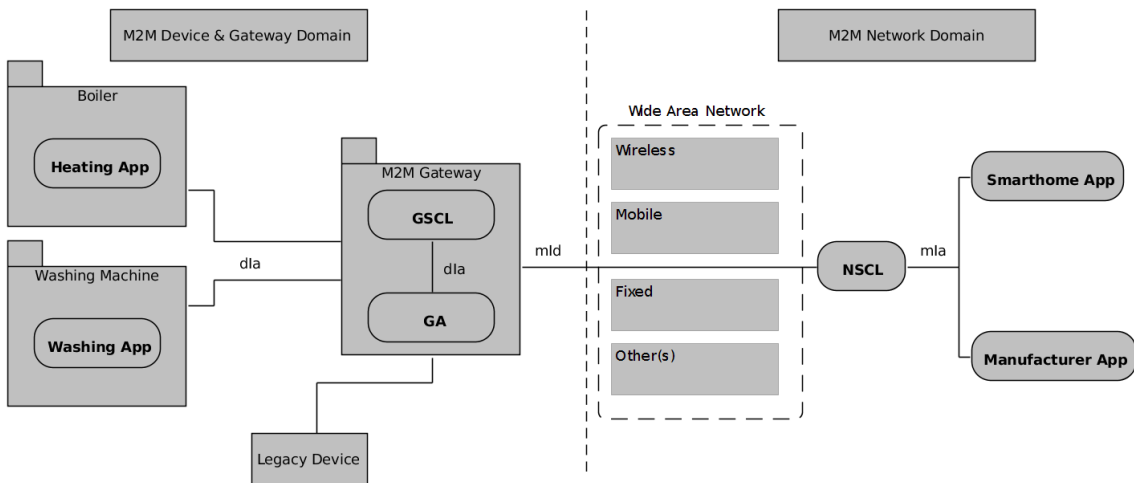 M2M Device & Gateway Domain
M2M Network Domain
Boiler
Heating App
Washing Machine
Washing App
dIa
M2M Gateway
GSCL
dIa
GA
Legacy Device
mId
Wide Area Network
Wireless
Mobile
Fixed
Other(s)
NSCL
mIa
Smarthome App
Manufacturer App